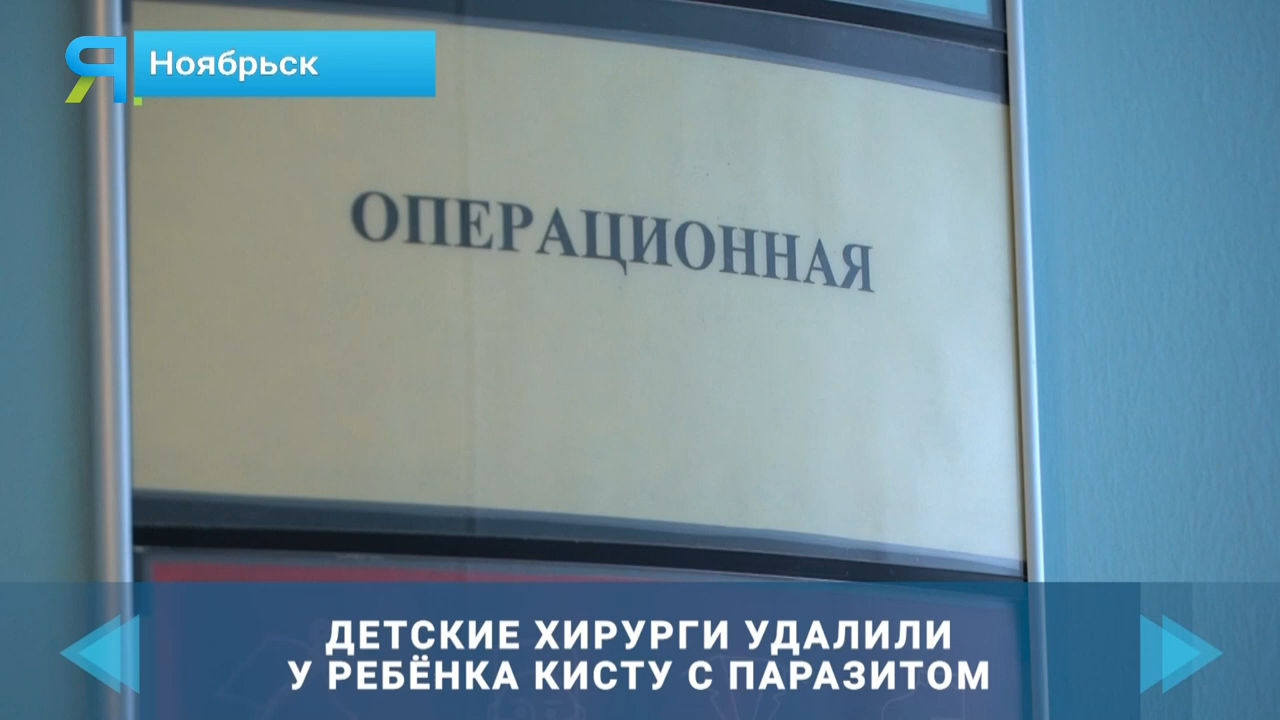 Я.
Ноябрьск
ОПЕРАЦИОННАЯ
ДЕТСКИЕ ХИРУРГИ УДАЛИЛИ
У РЕБЁНКА КИСТУ С ПАРАЗИТОМ